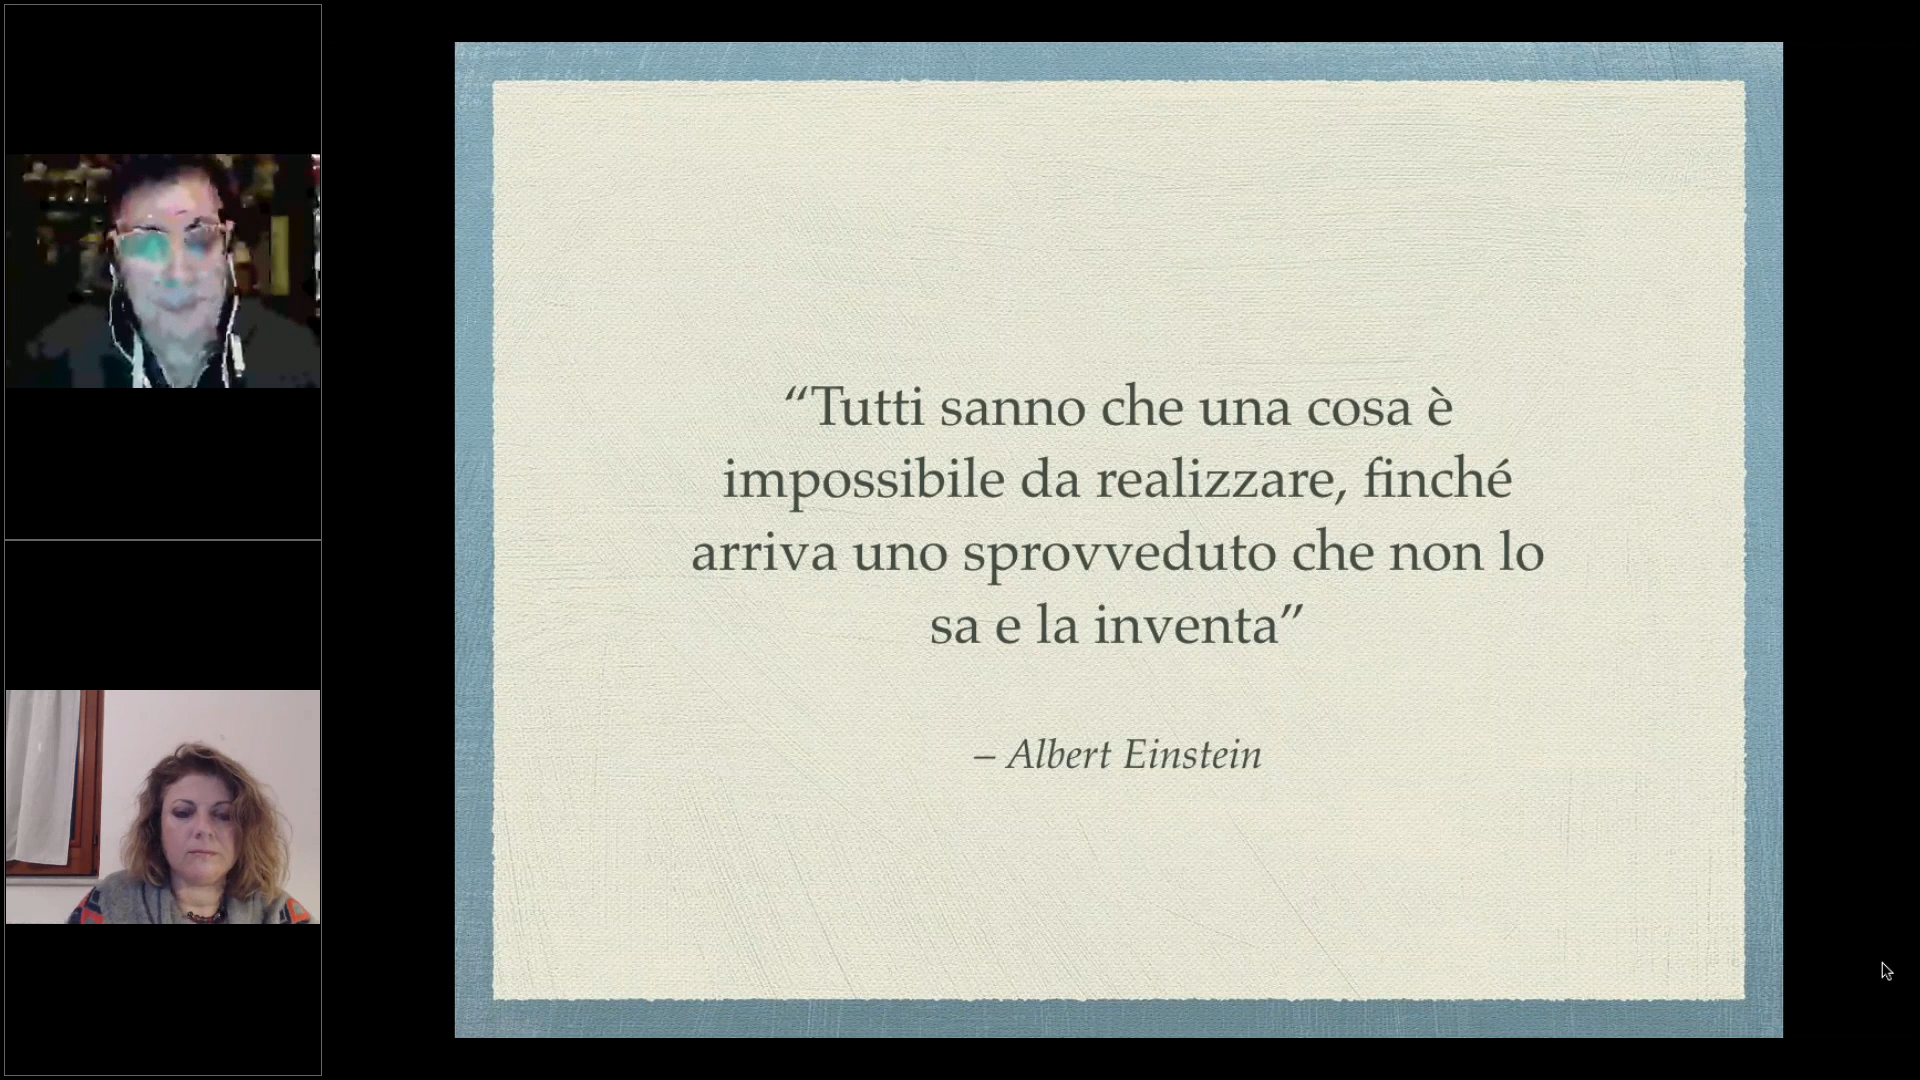 “Tutti sanno che una cosa è
impossibile da realizzare, finché
arriva uno sprovveduto che non lo
sa e la inventa”
– Albert Einstein